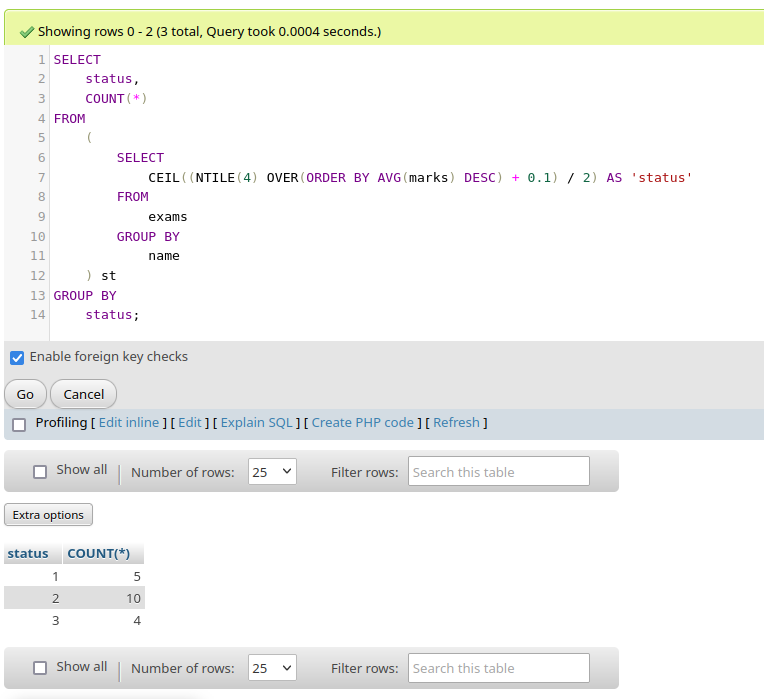 Showing rows 0 - 2 (3 total, Query took 0.0004 seconds.)
1 SELECT
2     status,
3     COUNT(*)
4 FROM
5     (
6         SELECT
7             CEIL((NTILE(4) OVER(ORDER BY AVG(marks) DESC) + 0.1) / 2) AS 'status'
8         FROM
9             exams
10         GROUP BY
11             name
12     ) st
13 GROUP BY
14     status;
Enable foreign key checks
Go Cancel
Profiling [ Edit inline ] [ Edit ] [ Explain SQL ] [ Create PHP code ] [ Refresh ]
Show all Number of rows: 25 Filter rows: Search this table
Extra options
status COUNT(*)
1 5
2 10
3 4
Show all Number of rows: 25 Filter rows: Search this table